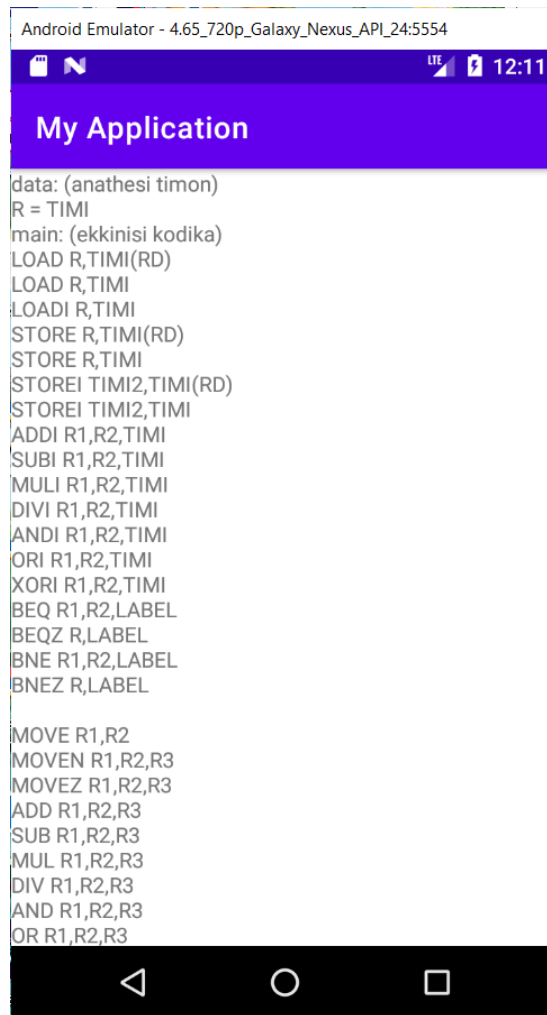 Android Emulator - 4.65_720p_Galaxy_Nexus_API_24:5554
LTE 12:11
My Application
data: (anathesi timon)
R = TIMI
main: (ekkinisi kodika)
LOAD R,TIMI(RD)
LOAD R,TIMI
LOADI R,TIMI
STORE R,TIMI(RD)
STORE R,TIMI
STOREI TIMI2,TIMI(RD)
STOREI TIMI2,TIMI
ADDI R1,R2,TIMI
SUBI R1,R2,TIMI
MULI R1,R2,TIMI
DIVI R1,R2,TIMI
ANDI R1,R2,TIMI
ORI R1,R2,TIMI
XORI R1,R2,TIMI
BEQ R1,R2,LABEL
BEQZ R,LABEL
BNE R1,R2,LABEL
BNEZ R,LABEL
MOVE R1,R2
MOVEN R1,R2,R3
MOVEZ R1,R2,R3
ADD R1,R2,R3
SUB R1,R2,R3
MUL R1,R2,R3
DIV R1,R2,R3
AND R1,R2,R3
OR R1,R2,R3